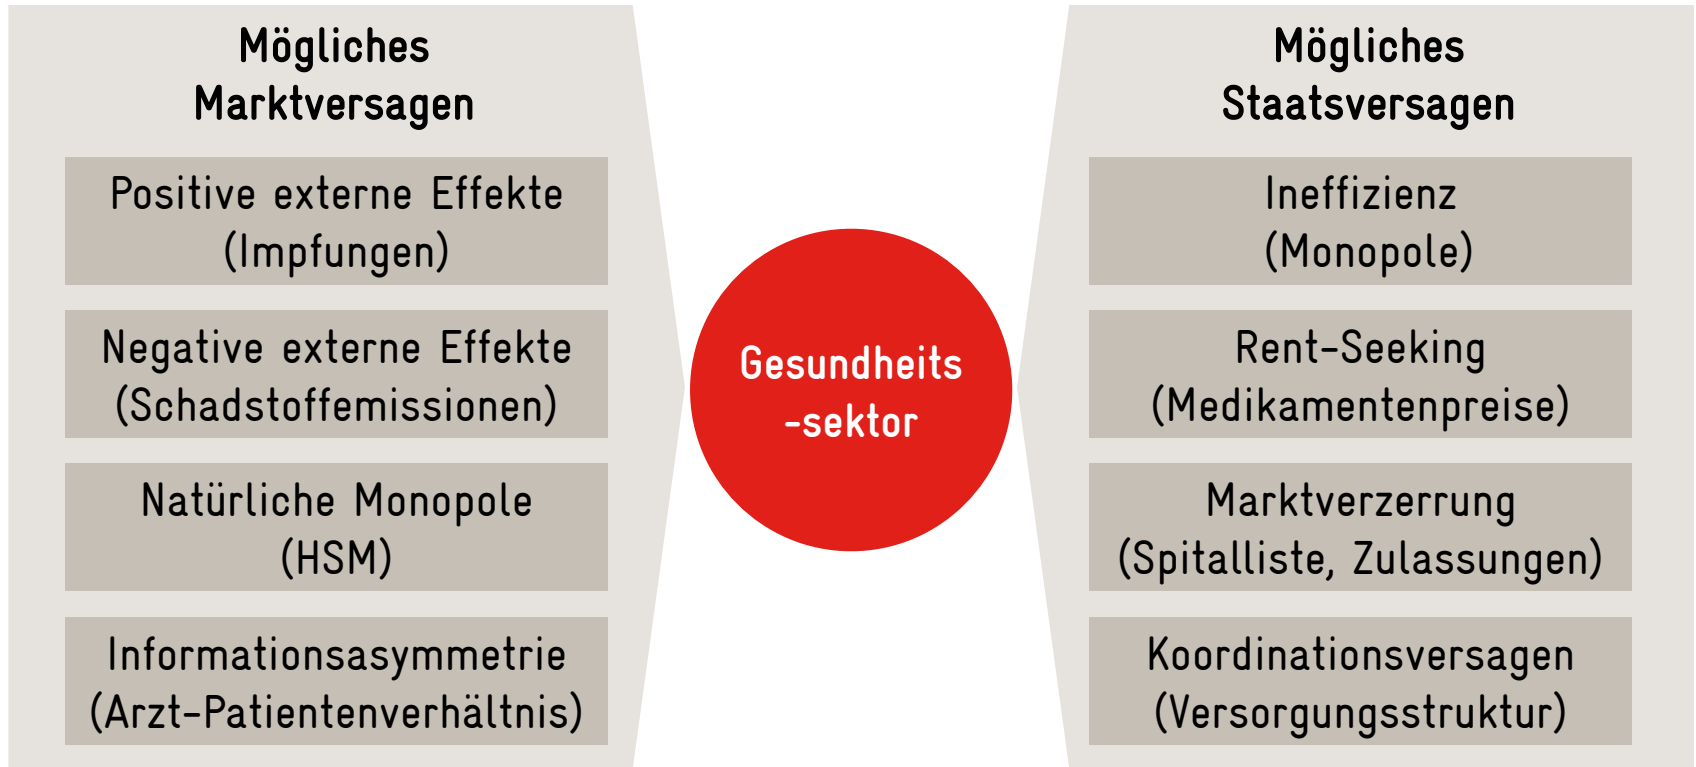 Mögliches
Marktversagen
Positive externe Effekte
(Impfungen)
Negative externe Effekte
(Schadstoffemissionen)
Natürliche Monopole
(HSM)
Informationsasymmetrie
(Arzt-Patientenverhältnis)
Gesundheits
-sektor
Mögliches
Staatsversagen
Ineffizienz
(Monopole)
Rent-Seeking
(Medikamentenpreise)
Marktverzerrung
(Spitalliste, Zulassungen)
Koordinationsversagen
(Versorgungsstruktur)